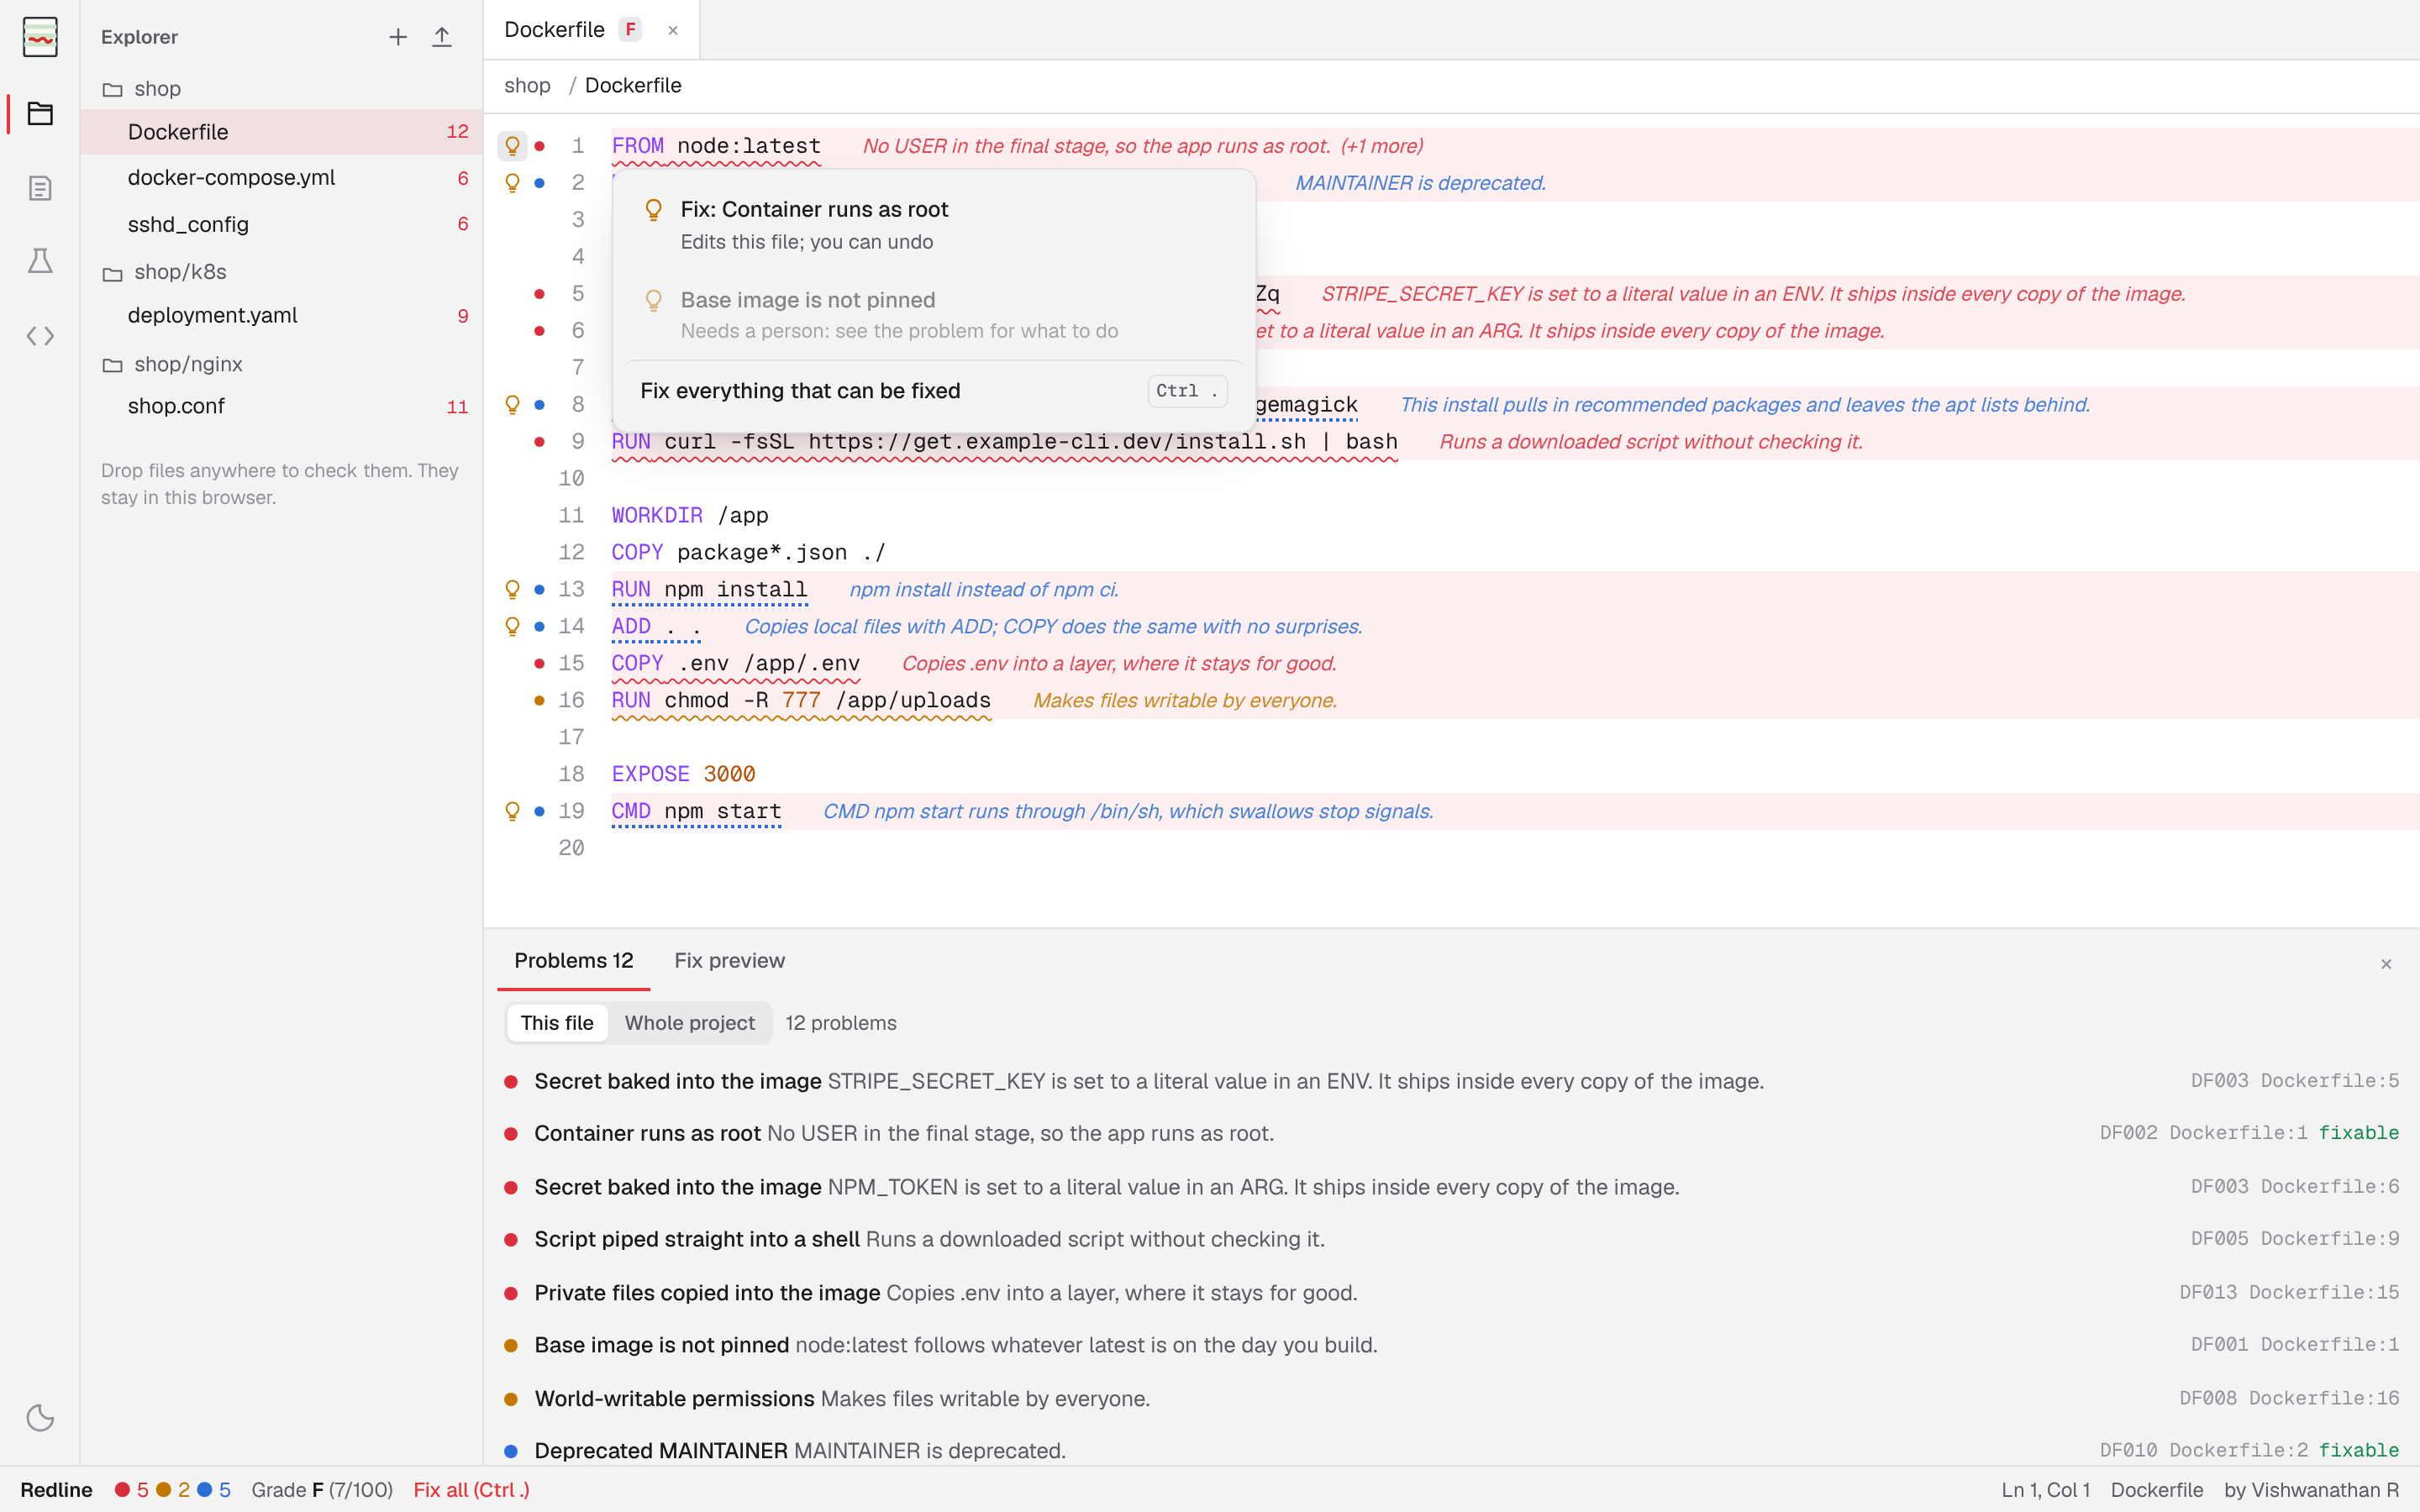 Explorer
shop
Dockerfile 12
docker-compose.yml 6
sshd_config 6
shop/k8s
deployment.yaml 9
shop/nginx
shop.conf 11
Drop files anywhere to check them. They
stay in this browser.
Dockerfile F ×
shop / Dockerfile
1 FROM node:latest No USER in the final stage, so the app runs as root. (+1 more)
2 MAINTAINER is deprecated.
3
4
5 Zq STRIPE_SECRET_KEY is set to a literal value in an ENV. It ships inside every copy of the image.
6 et to a literal value in an ARG. It ships inside every copy of the image.
7
8 gemagick This install pulls in recommended packages and leaves the apt lists behind.
9 RUN curl -fsSL https://get.example-cli.dev/install.sh | bash Runs a downloaded script without checking it.
10
11 WORKDIR /app
12 COPY package*.json ./
13 RUN npm install npm install instead of npm ci.
14 ADD . . Copies local files with ADD; COPY does the same with no surprises.
15 COPY .env /app/.env Copies .env into a layer, where it stays for good.
16 RUN chmod -R 777 /app/uploads Makes files writable by everyone.
17
18 EXPOSE 3000
19 CMD npm start CMD npm start runs through /bin/sh, which swallows stop signals.
20
Fix: Container runs as root
Edits this file; you can undo
Base image is not pinned
Needs a person: see the problem for what to do
Fix everything that can be fixed Ctrl .
Problems 12 Fix preview ×
This file Whole project 12 problems
Secret baked into the image STRIPE_SECRET_KEY is set to a literal value in an ENV. It ships inside every copy of the image. DF003 Dockerfile:5
Container runs as root No USER in the final stage, so the app runs as root. DF002 Dockerfile:1 fixable
Secret baked into the image NPM_TOKEN is set to a literal value in an ARG. It ships inside every copy of the image. DF003 Dockerfile:6
Script piped straight into a shell Runs a downloaded script without checking it. DF005 Dockerfile:9
Private files copied into the image Copies .env into a layer, where it stays for good. DF013 Dockerfile:15
Base image is not pinned node:latest follows whatever latest is on the day you build. DF001 Dockerfile:1
World-writable permissions Makes files writable by everyone. DF008 Dockerfile:16
Deprecated MAINTAINER MAINTAINER is deprecated. DF010 Dockerfile:2 fixable
Redline 5 2 5 Grade F (7/100) Fix all (Ctrl .) Ln 1, Col 1 Dockerfile by Vishwanathan R